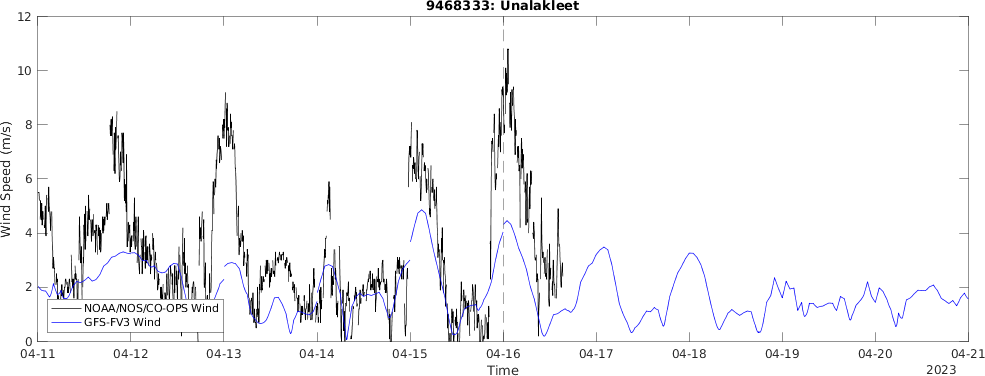 9468333: Unalakleet
Wind Speed (m/s)
12
10
8
6
4
2
0
NOAA/NOS/CO-OPS Wind
GFS-FV3 Wind
04-11 04-12 04-13 04-14 04-15 04-16 04-17 04-18 04-19 04-20 04-21
Time
2023